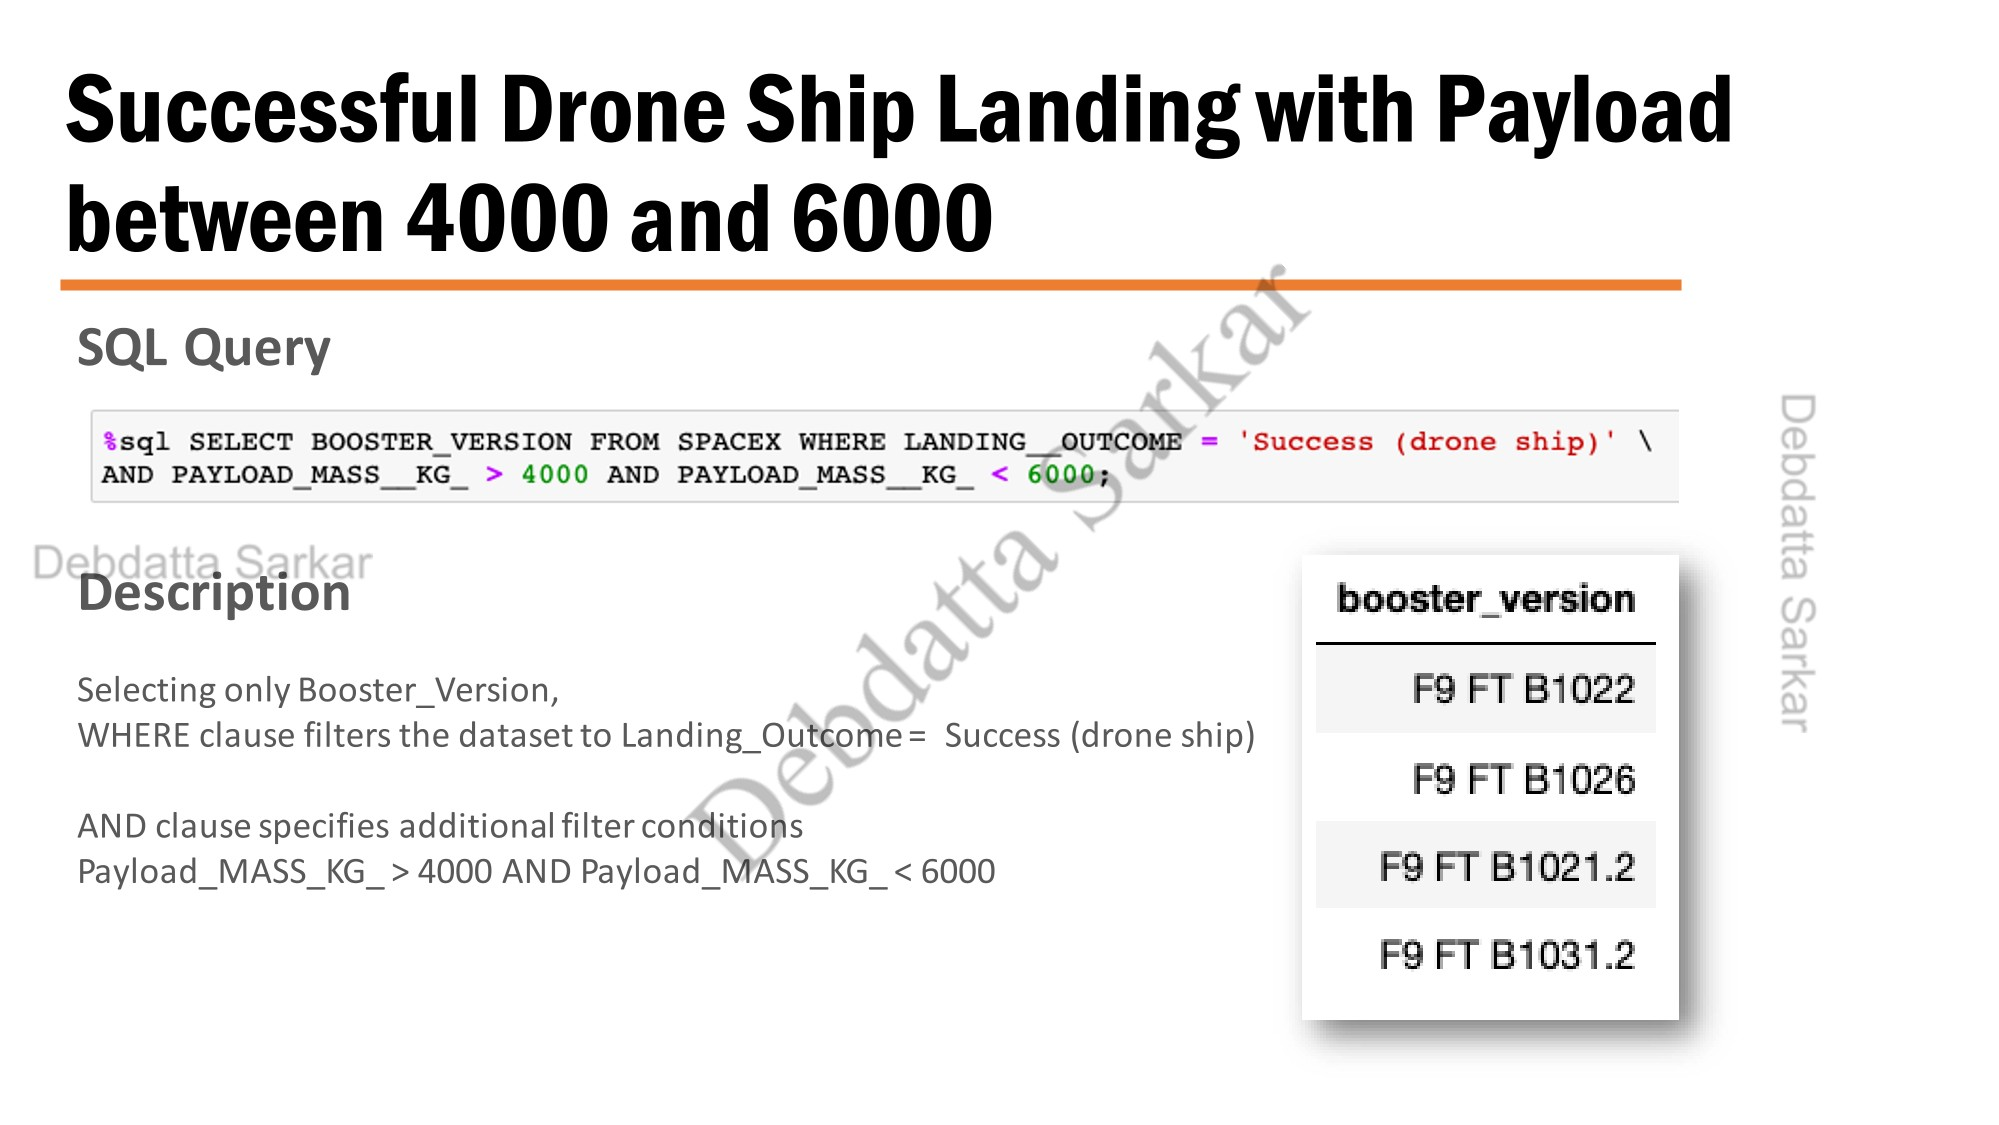 Successful Drone Ship Landing with Payload
between 4000 and 6000
SQL Query
%sql SELECT BOOSTER_VERSION FROM SPACEX WHERE LANDING__OUTCOME = 'Success (drone ship)' \
AND PAYLOAD_MASS__KG_ > 4000 AND PAYLOAD_MASS__KG_ < 6000;
Debdatta Sarkar
Description
Selecting only Booster_Version,
WHERE clause filters the dataset to Landing_Outcome = Success (drone ship)
AND clause specifies additional filter conditions
Payload_MASS_KG_ > 4000 AND Payload_MASS_KG_ < 6000
booster_version
F9 FT B1022
F9 FT B1026
F9 FT B1021.2
F9 FT B1031.2
Debdatta Sarkar
Debdatta Sarkar